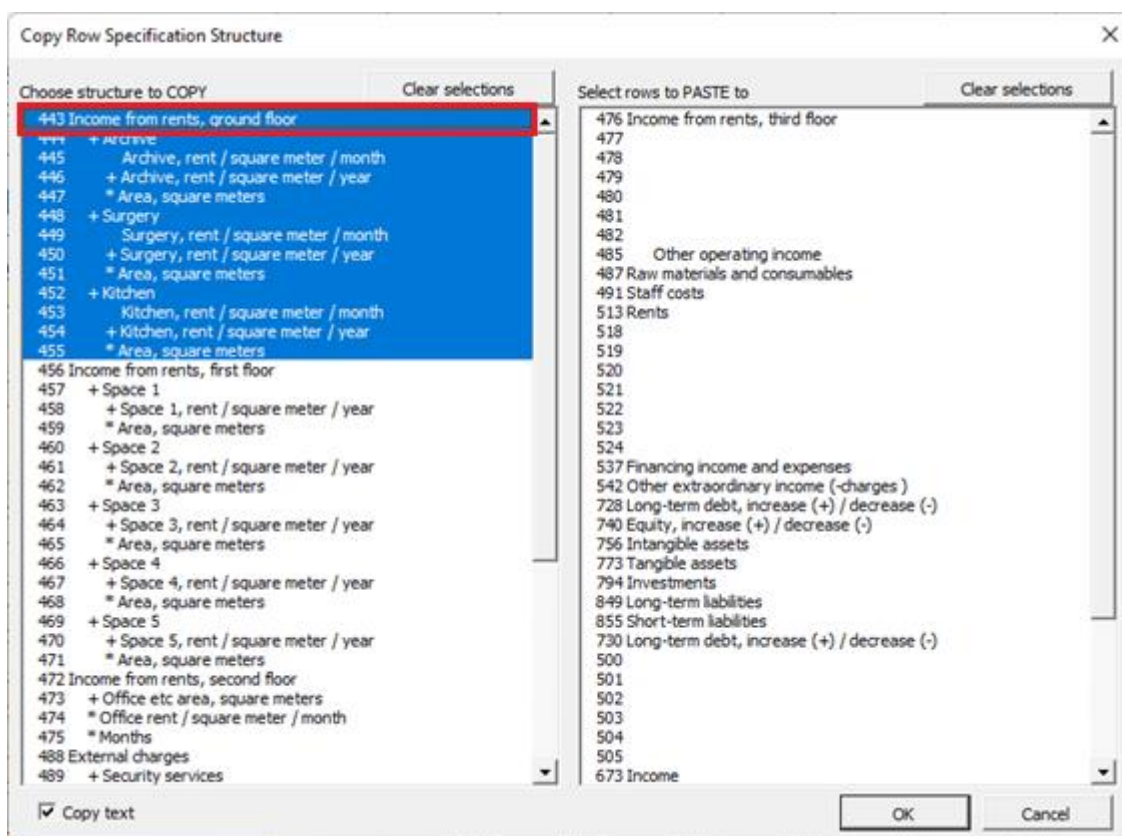 Copy Row Specification Structure
Choose structure to COPY
Clear selections
443 Income from rents, ground floor
444 + Archive
445 Archive, rent / square meter / month
446 + Archive, rent / square meter / year
447 * Area, square meters
448 + Surgery
449 Surgery, rent / square meter / month
450 + Surgery, rent / square meter / year
451 * Area, square meters
452 + Kitchen
453 Kitchen, rent / square meter / month
454 + Kitchen, rent / square meter / year
455 * Area, square meters
456 Income from rents, first floor
457 + Space 1
458 + Space 1, rent / square meter / year
459 * Area, square meters
460 + Space 2
461 + Space 2, rent / square meter / year
462 * Area, square meters
463 + Space 3
464 + Space 3, rent / square meter / year
465 * Area, square meters
466 + Space 4
467 + Space 4, rent / square meter / year
468 * Area, square meters
469 + Space 5
470 + Space 5, rent / square meter / year
471 * Area, square meters
472 Income from rents, second floor
473 + Office etc area, square meters
474 * Office rent / square meter / month
475 * Months
488 External charges
489 + Security services
Copy text
Select rows to PASTE to
Clear selections
476 Income from rents, third floor
477
478
479
480
481
482
485 Other operating income
487 Raw materials and consumables
491 Staff costs
513 Rents
518
519
520
521
522
523
524
537 Financing income and expenses
542 Other extraordinary income (-charges )
728 Long-term debt, increase (+) / decrease (-)
740 Equity, increase (+) / decrease (-)
756 Intangible assets
773 Tangible assets
794 Investments
849 Long-term liabilities
855 Short-term liabilities
730 Long-term debt, increase (+) / decrease (-)
500
501
502
503
504
505
673 Income
OK
Cancel